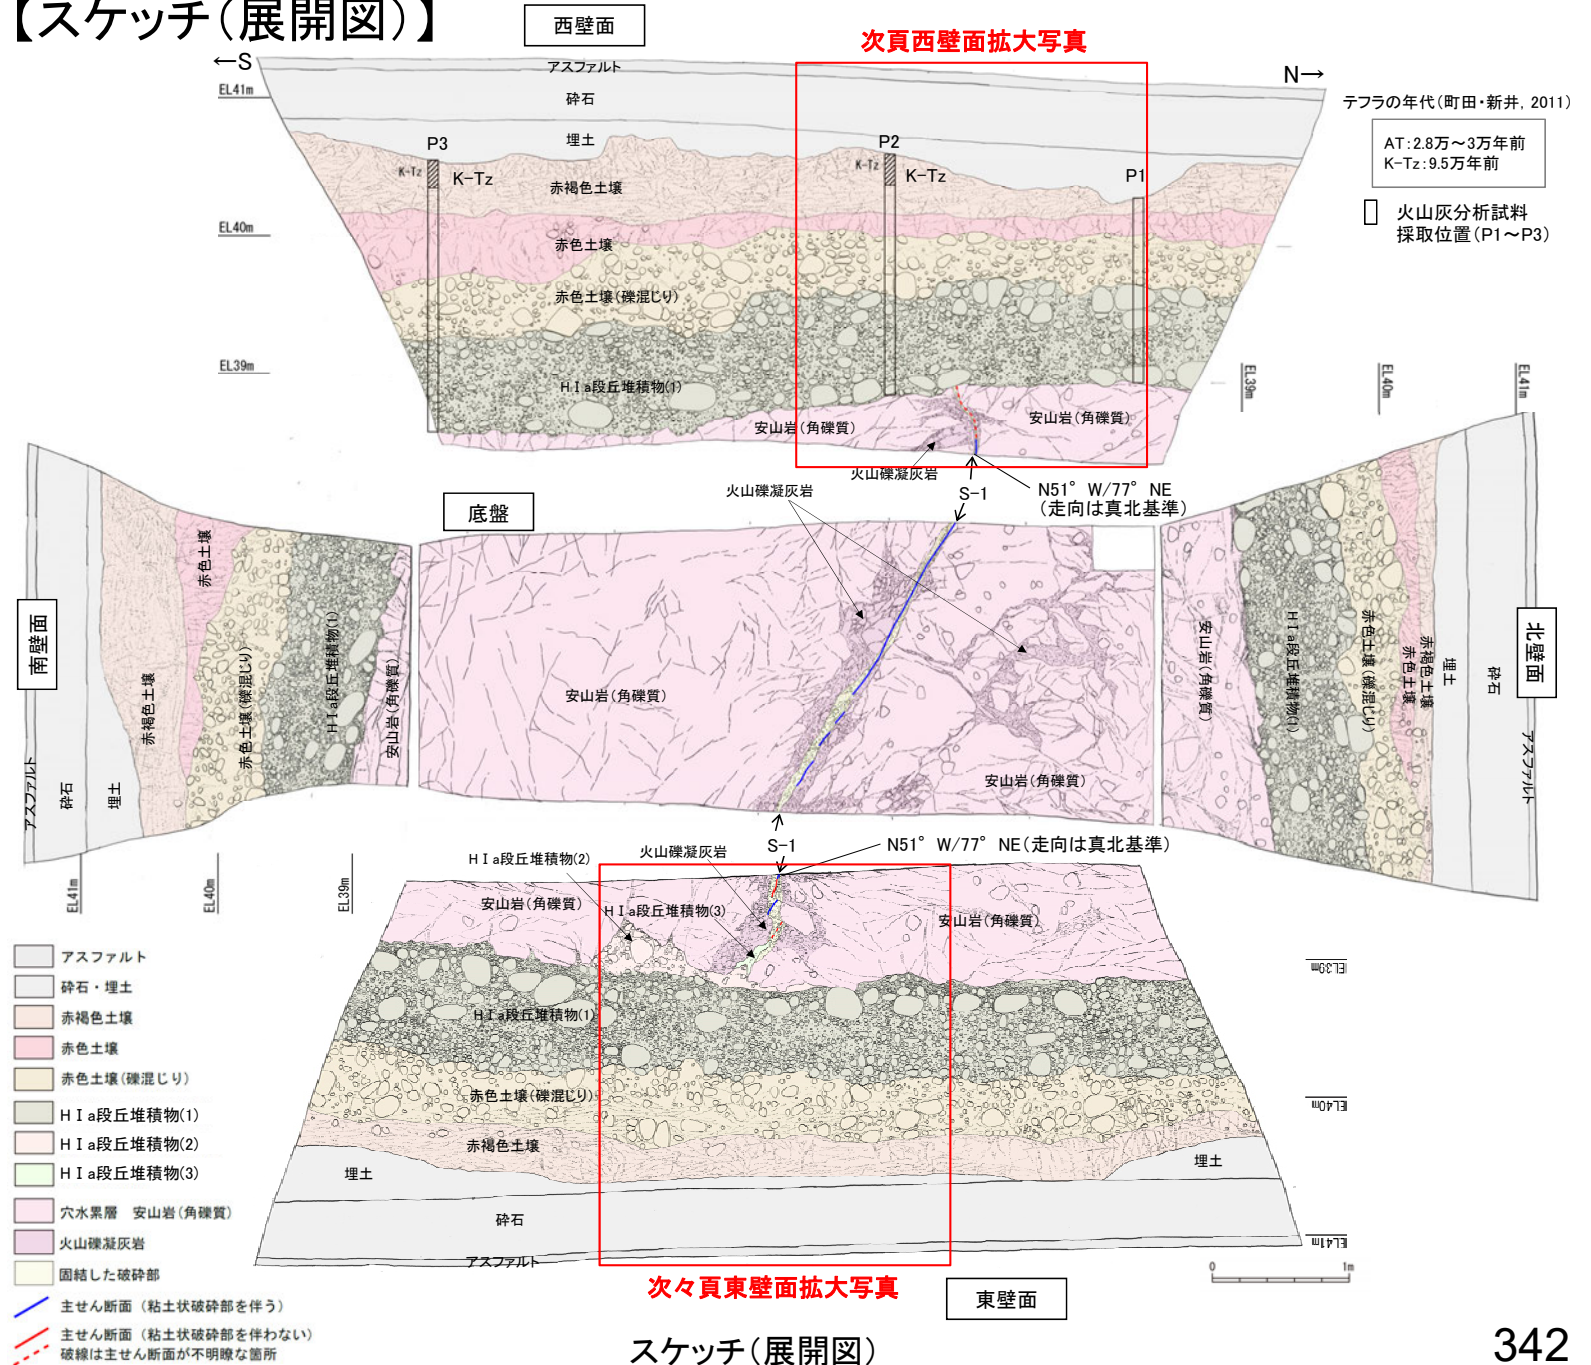 【スケッチ(展開図)】
西壁面
次頁西壁面拡大写真
←S
N→
アスファルト
EL41m
砕石
テフラの年代(町田・新井, 2011)
AT:2.8万~3万年前
K-Tz:9.5万年前
埋土
P3
P2
P1
K-Tz
K-Tz
K-Tz
K-Tz
赤褐色土壌
火山灰分析試料
採取位置(P1~P3)
EL40m
赤色土壌
赤色土壌(礫混じり)
EL39m
HⅠa段丘堆積物(1)
安山岩(角礫質)
安山岩(角礫質)
火山礫凝灰岩
EL39m
EL40m
EL41m
底盤
火山礫凝灰岩
S-1
N51°W/77°NE
(走向は真北基準)
南壁面
アスファルト
砕石
埋土
赤褐色土壌
赤色土壌
赤色土壌(礫混じり)
HⅠa段丘堆積物(1)
安山岩(角礫質)
安山岩(角礫質)
安山岩(角礫質)
安山岩(角礫質)
HⅠa段丘堆積物(1)
赤色土壌(礫混じり)
赤色土壌
赤褐色土壌
埋土
砕石
アスファルト
北壁面
EL41m
EL40m
EL39m
S-1
N51°W/77°NE(走向は真北基準)
HⅠa段丘堆積物(2)
火山礫凝灰岩
安山岩(角礫質)
HⅠa段丘堆積物(3)
安山岩(角礫質)
EL39m
HⅠa段丘堆積物(1)
赤色土壌(礫混じり)
EL40m
赤褐色土壌
埋土
埋土
砕石
EL41m
アスファルト
次々頁東壁面拡大写真
東壁面
0 1m
アスファルト
砕石・埋土
赤褐色土壌
赤色土壌
赤色土壌(礫混じり)
HⅠa段丘堆積物(1)
HⅠa段丘堆積物(2)
HⅠa段丘堆積物(3)
穴水累層 安山岩(角礫質)
火山礫凝灰岩
固結した破砕部
主せん断面(粘土状破砕部を伴う)
主せん断面(粘土状破砕部を伴わない)
破線は主せん断面が不明瞭な箇所
スケッチ(展開図)
342